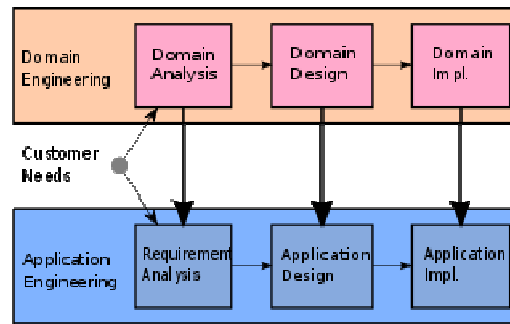 Domain
Engineering
Domain
Analysis
Domain
Design
Domain
Impl.
Customer
Needs
Application
Engineering
Requirement
Analysis
Application
Design
Application
Impl.